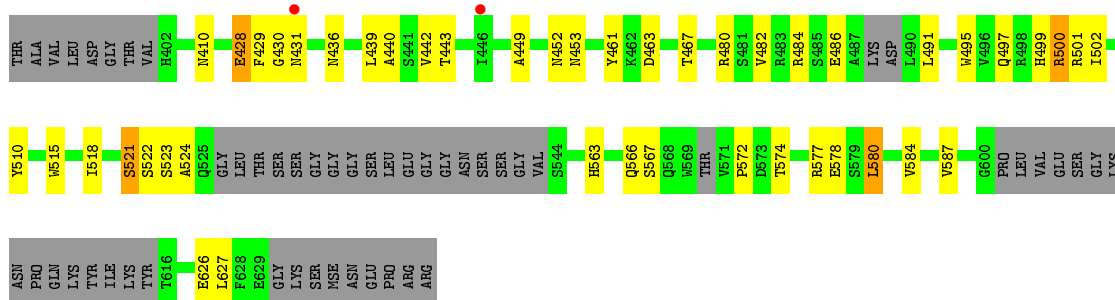 THR ALA VAL LEU ASP GLY THR VAL H402 N410 E428 F429 G430 N431 N436 L439 A440 S441 V442 T443 I446 A449 N452 N453 Y461 K462 D463 T467 R480 S481 V482 R483 R484 S485 E486 A487 LYS ASP L490 L491 W495 V496 Q497 R498 H499 R500 R501 I502
Y510 W515 I518 S521 S522 S523 A524 Q525 GLY LEU THR SER SER GLY GLY GLY SER LEU GLU GLY GLY ASN SER SER GLY VAL S544 H563 Q566 S567 Q568 W569 THR V571 P572 D573 T574 R577 E578 S579 L580 V584 V587 G600 PRO LEU VAL GLU SER GLY LYS
ASN PRO GLN LYS TYR ILE LYS TYR T616 E626 L627 F628 E629 GLY LYS SER MSE ASN GLU PRO ARG ARG